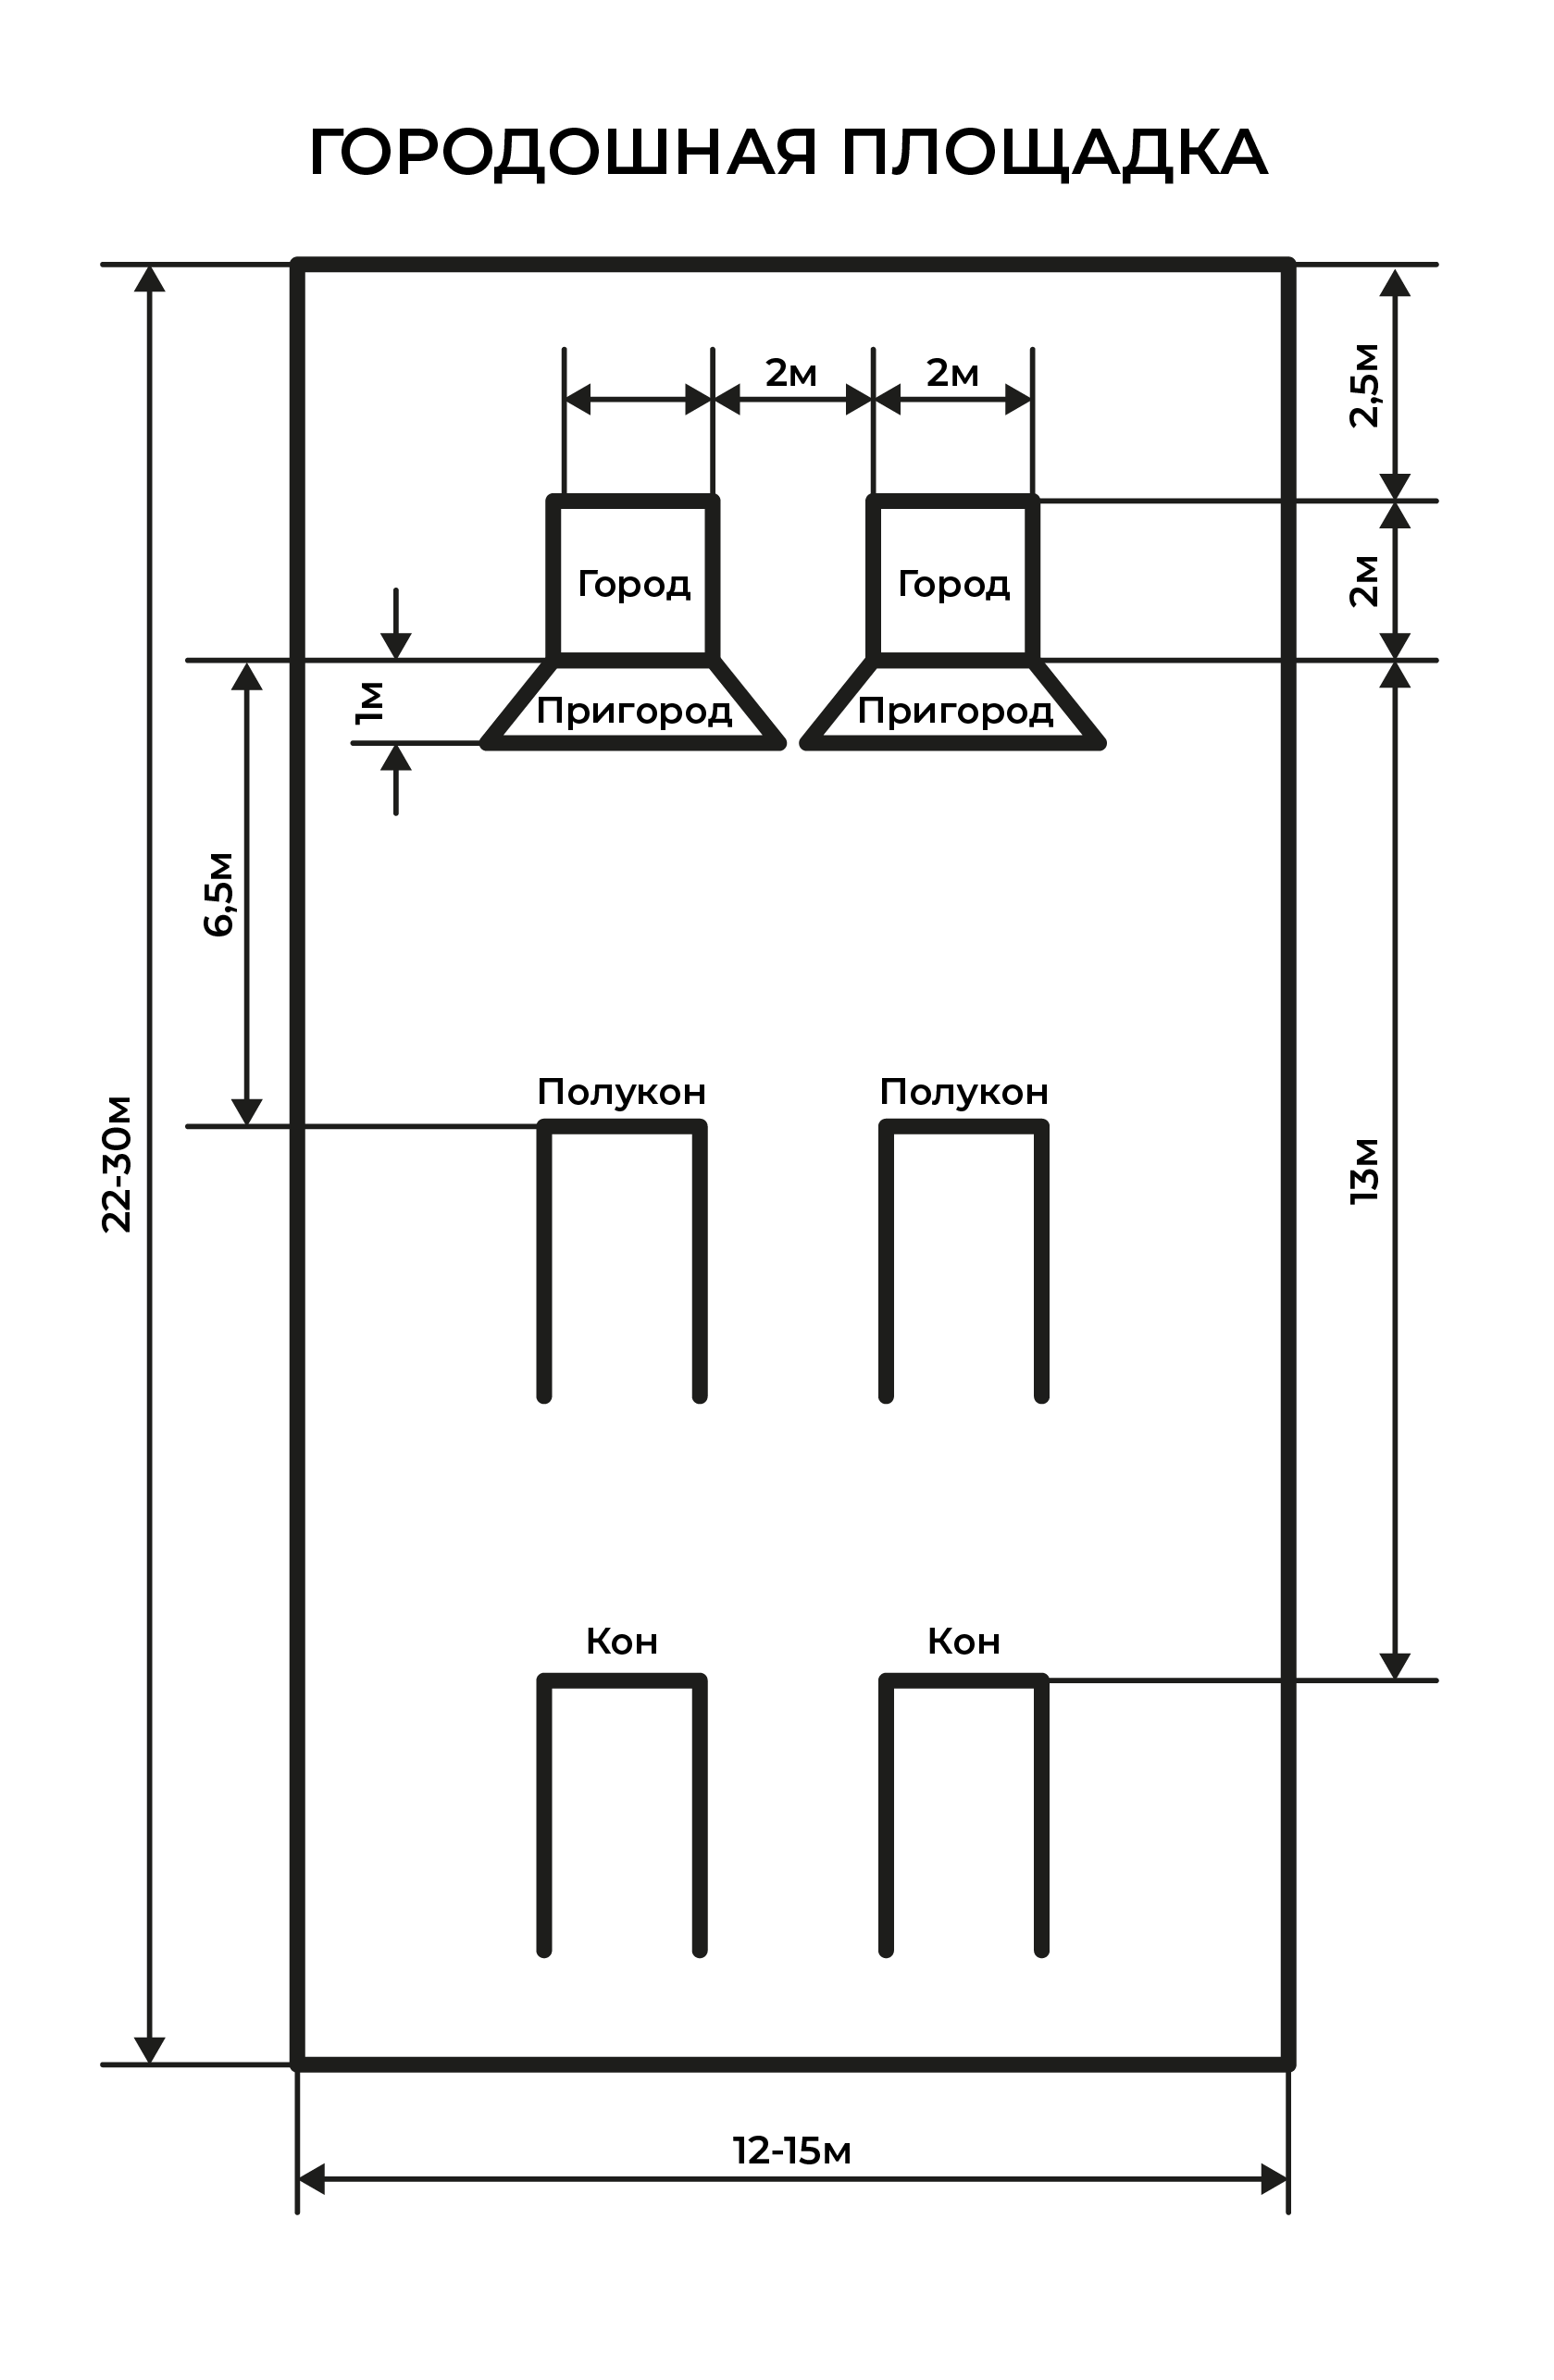 ГОРОДОШНАЯ ПЛОЩАДКА
2м
2м
2,5м
Город
Город
2м
1м
Пригород
Пригород
6,5м
Полукон
Полукон
22-30м
13м
Кон
Кон
12-15м